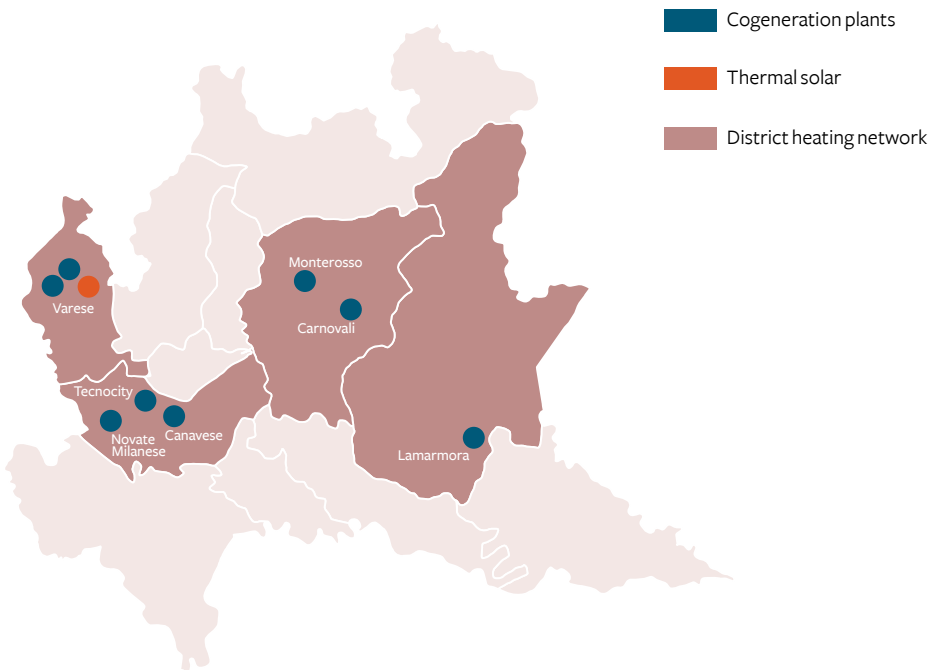 Cogeneration plants
Thermal solar
District heating network
Monterosso
Varese
Carnovali
Tecnocity
Novate
Milanese
Canavese
Lamarmora